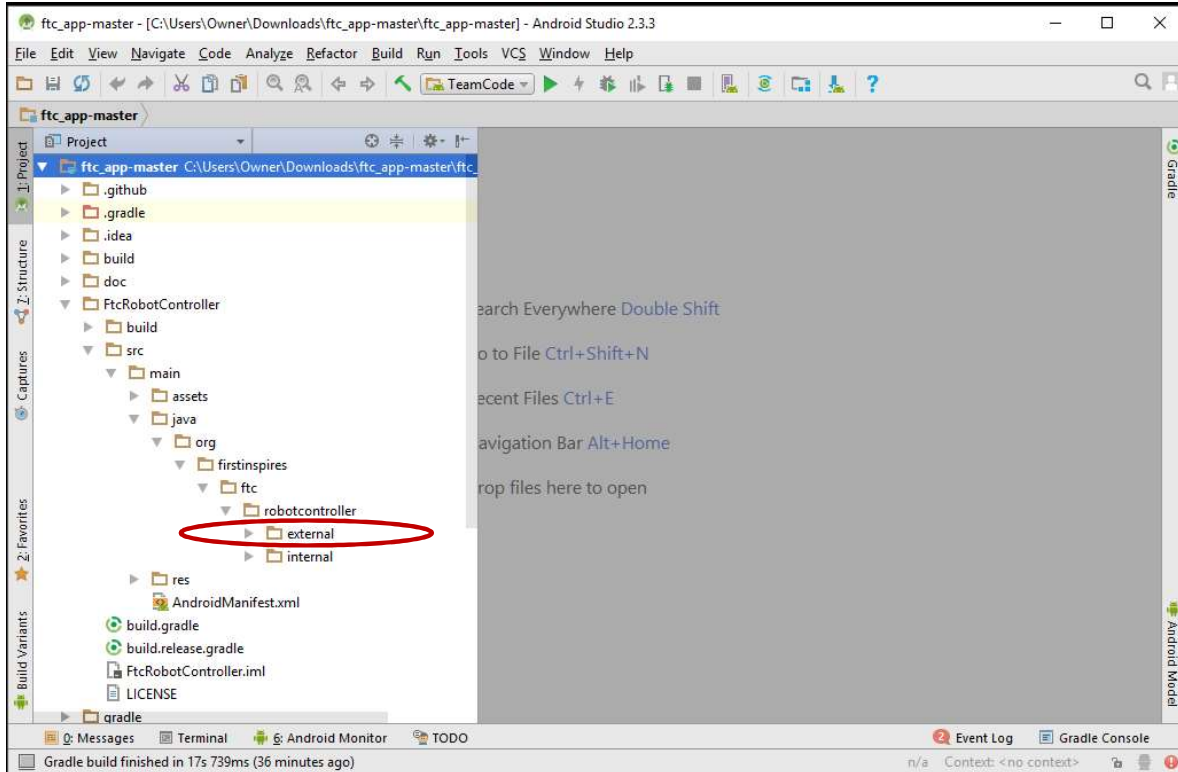 ftc_app-master - [C:\Users\Owner\Downloads\ftc_app-master\ftc_app-master] - Android Studio 2.3.3
File Edit View Navigate Code Analyze Refactor Build Run Tools VCS Window Help
TeamCode
ftc_app-master
1: Project
7: Structure
Captures
2: Favorites
Build Variants
Project
ftc_app-master C:\Users\Owner\Downloads\ftc_app-master\ftc_
.github
.gradle
.idea
build
doc
FtcRobotController
build
src
main
assets
java
org
firstinspires
ftc
robotcontroller
external
internal
res
AndroidManifest.xml
build.gradle
build.release.gradle
FtcRobotController.iml
LICENSE
gradle
earch Everywhere Double Shift
o to File Ctrl+Shift+N
ecent Files Ctrl+E
avigation Bar Alt+Home
rop files here to open
Gradle
Android Model
0: Messages Terminal 6: Android Monitor TODO 2 Event Log Gradle Console
Gradle build finished in 17s 739ms (36 minutes ago) n/a Context: <no context>